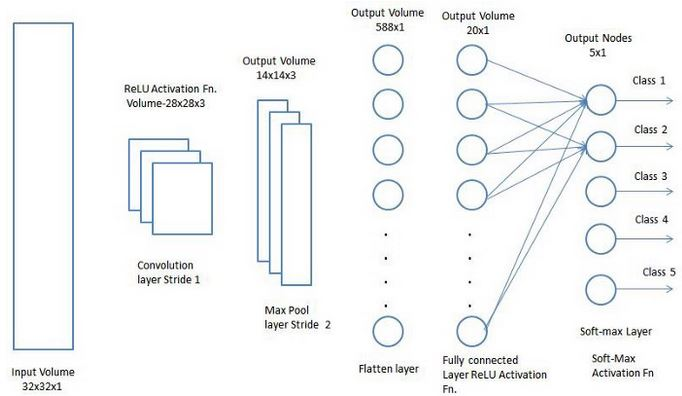 Output Volume
588x1
Output Volume
20x1
Output Nodes
5x1
Output Volume
14x14x3
ReLU Activation Fn.
Volume-28x28x3
Class 1
Class 2
Class 3
Class 4
Class 5
Convolution
layer Stride 1
Max Pool
layer Stride 2
Soft-max Layer
Flatten layer
Fully connected
Layer ReLU Activation
Fn.
Soft-Max
Activation Fn
Input Volume
32x32x1